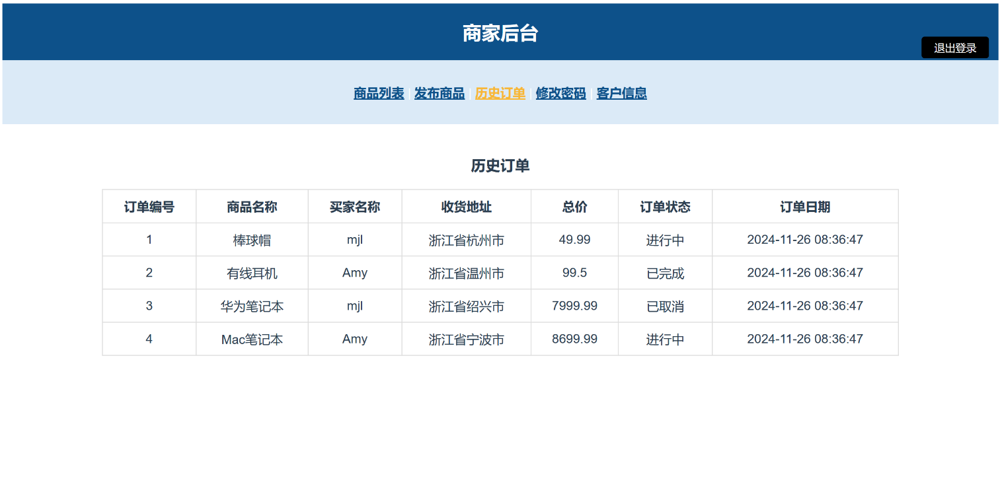 商家后台
退出登录
商品列表 | 发布商品 | 历史订单 | 修改密码 | 客户信息
历史订单
订单编号 商品名称 买家名称 收货地址 总价 订单状态 订单日期
1 棒球帽 mjl 浙江省杭州市 49.99 进行中 2024-11-26 08:36:47
2 有线耳机 Amy 浙江省温州市 99.5 已完成 2024-11-26 08:36:47
3 华为笔记本 mjl 浙江省绍兴市 7999.99 已取消 2024-11-26 08:36:47
4 Mac笔记本 Amy 浙江省宁波市 8699.99 进行中 2024-11-26 08:36:47